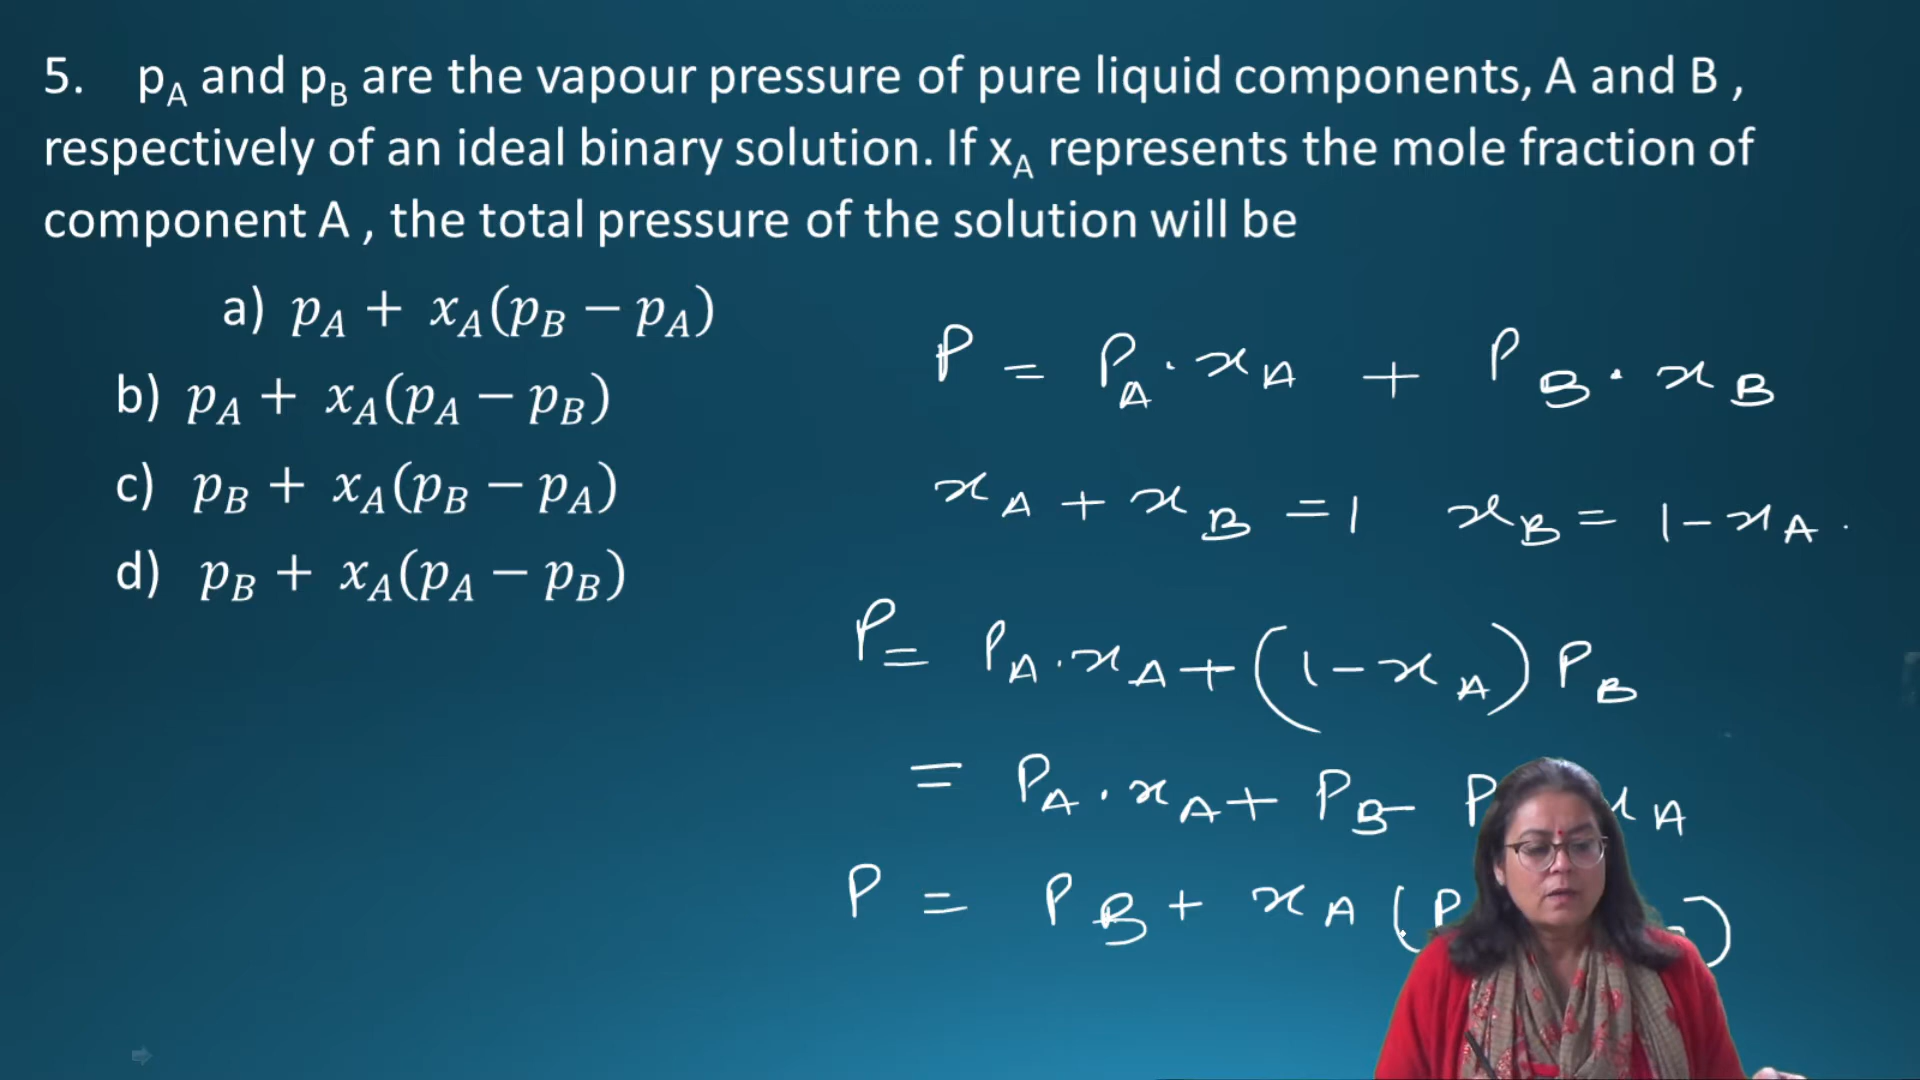 5. pA and pB are the vapour pressure of pure liquid components, A and B ,
respectively of an ideal binary solution. If xA represents the mole fraction of
component A , the total pressure of the solution will be
a) pA + xA(pB − pA)
b) pA + xA(pA − pB)
c) pB + xA(pB − pA)
d) pB + xA(pA − pB)
P = PA · xA + PB · xB
xA + xB = 1 xB = 1 − xA .
P = PA · xA + (1 − xA) PB
= PA · xA + PB − P xA
P = PB + xA (P )